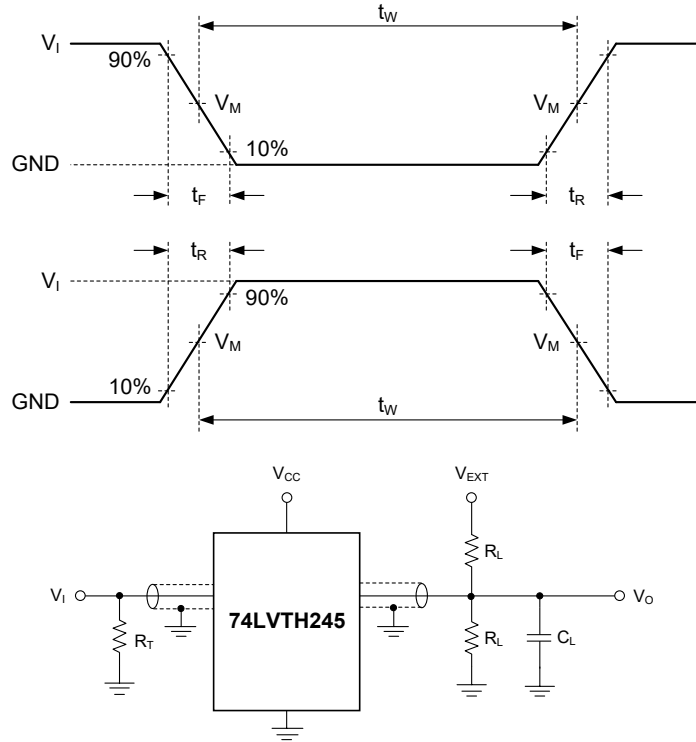 t_W
V_I
90%
V_M
V_M
10%
GND
t_F
t_R
t_R
t_F
V_I
90%
V_M
V_M
10%
GND
t_W
V_CC
V_EXT
R_L
V_I
V_O
74LVTH245
R_T
R_L
C_L